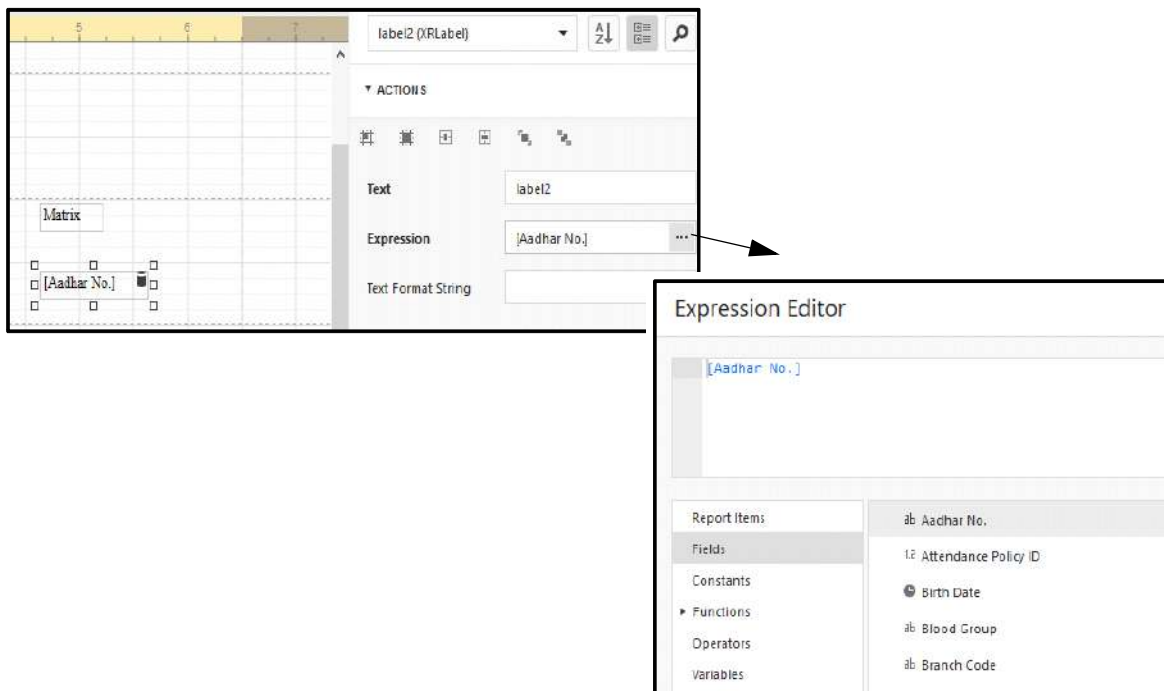 5 6 7
label2 (XRLabel)
ACTIONS
Text label2
Matrix
Expression [Aadhar No.] ...
[Aadhar No.]
Text Format String
Expression Editor
[Aadhar No.]
Report Items
Fields
Constants
Functions
Operators
Variables
ab Aadhar No.
1.2 Attendance Policy ID
Birth Date
ab Blood Group
ab Branch Code